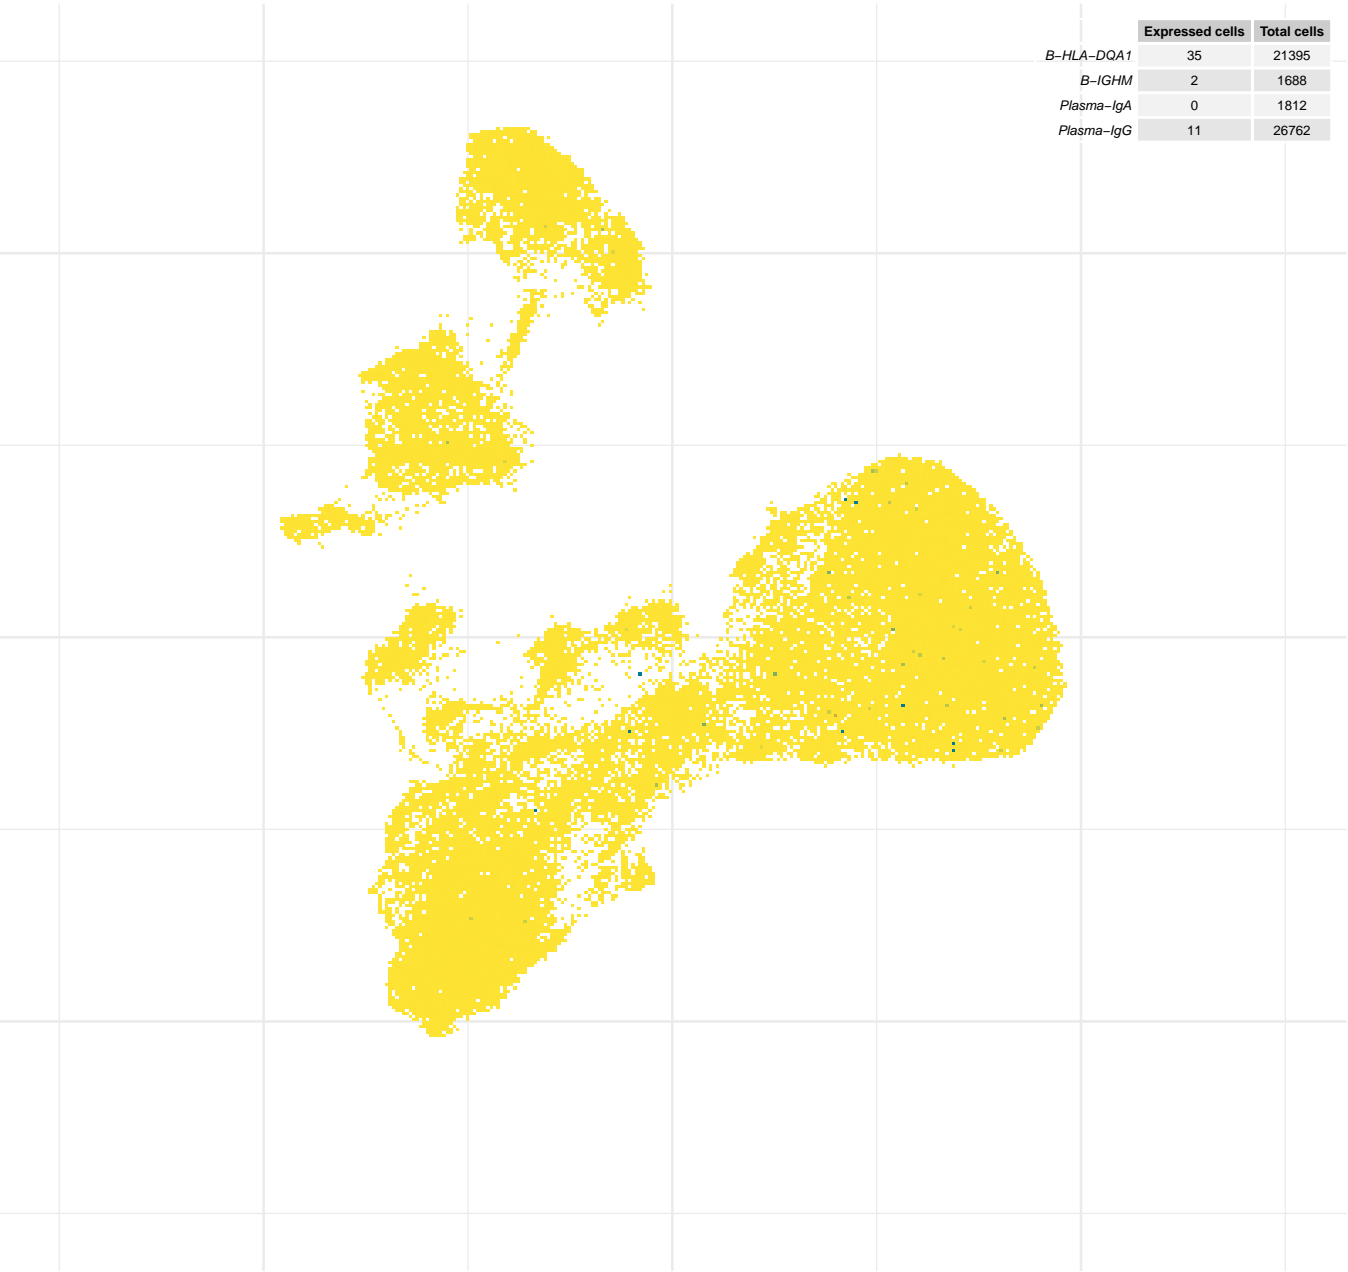 Expressed cells Total cells
B−HLA−DQA1 35 21395
B−IGHM 2 1688
Plasma−IgA 0 1812
Plasma−IgG 11 26762